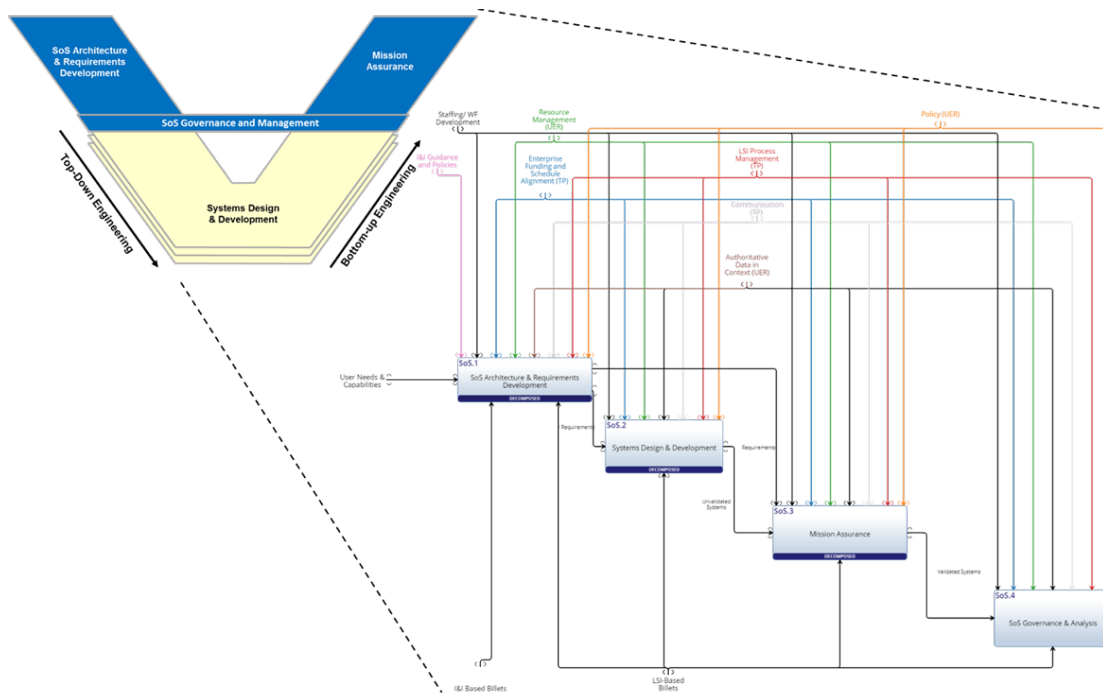 SoS Architecture
& Requirements
Development
Mission
Assurance
SoS Governance and Management
Systems Design
& Development
Top-Down Engineering
Bottom-up Engineering
Staffing/ WF
Development
Resource
Management
(UER)
Policy (UER)
I&I Guidance
and Policies
Enterprise
Funding and
Schedule
Alignment (TP)
LSI Process
Management
(TP)
Communication
(TP)
Authoritative
Data in
Context (UER)
User Needs &
Capabilities
SoS.1
SoS Architecture & Requirements
Development
DECOMPOSED
Requirements
SoS.2
Systems Design & Development
DECOMPOSED
Requirements
Unvalidated
Systems
SoS.3
Mission Assurance
DECOMPOSED
Validated Systems
SoS.4
SoS Governance & Analysis
I&I Based Billets
LSI-Based
Billets